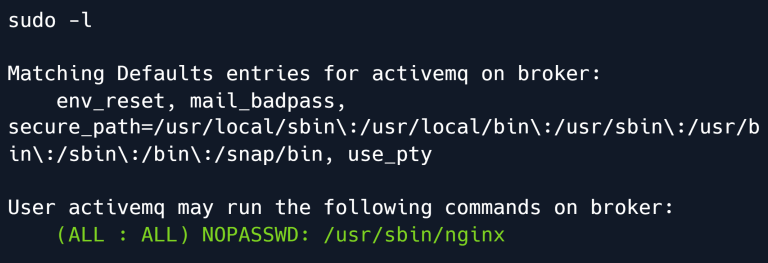 sudo -l
Matching Defaults entries for activemq on broker:
env_reset, mail_badpass,
secure_path=/usr/local/sbin\:/usr/local/bin\:/usr/sbin\:/usr/b
in\:/sbin\:/bin\:/snap/bin, use_pty
User activemq may run the following commands on broker:
(ALL : ALL) NOPASSWD: /usr/sbin/nginx